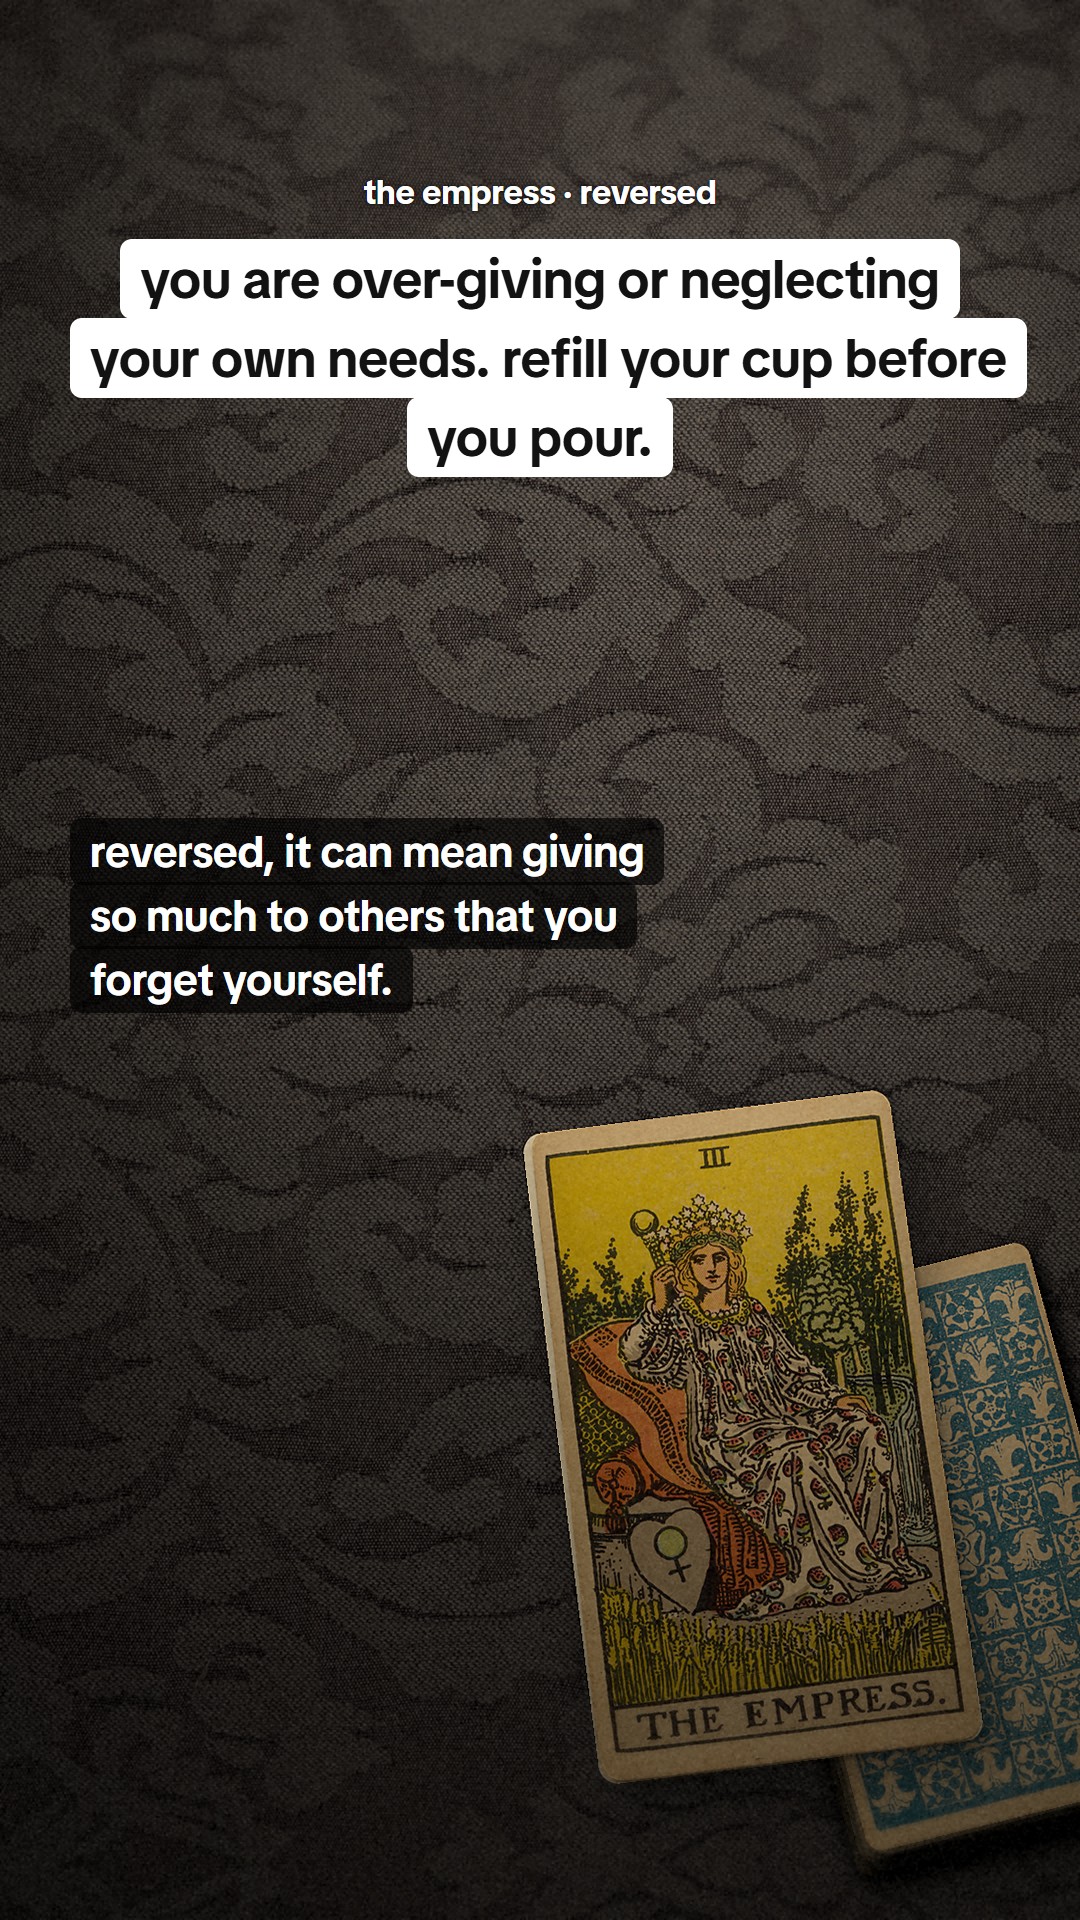 the empress · reversed
you are over-giving or neglecting
your own needs. refill your cup before
you pour.
reversed, it can mean giving
so much to others that you
forget yourself.
III
THE EMPRESS.